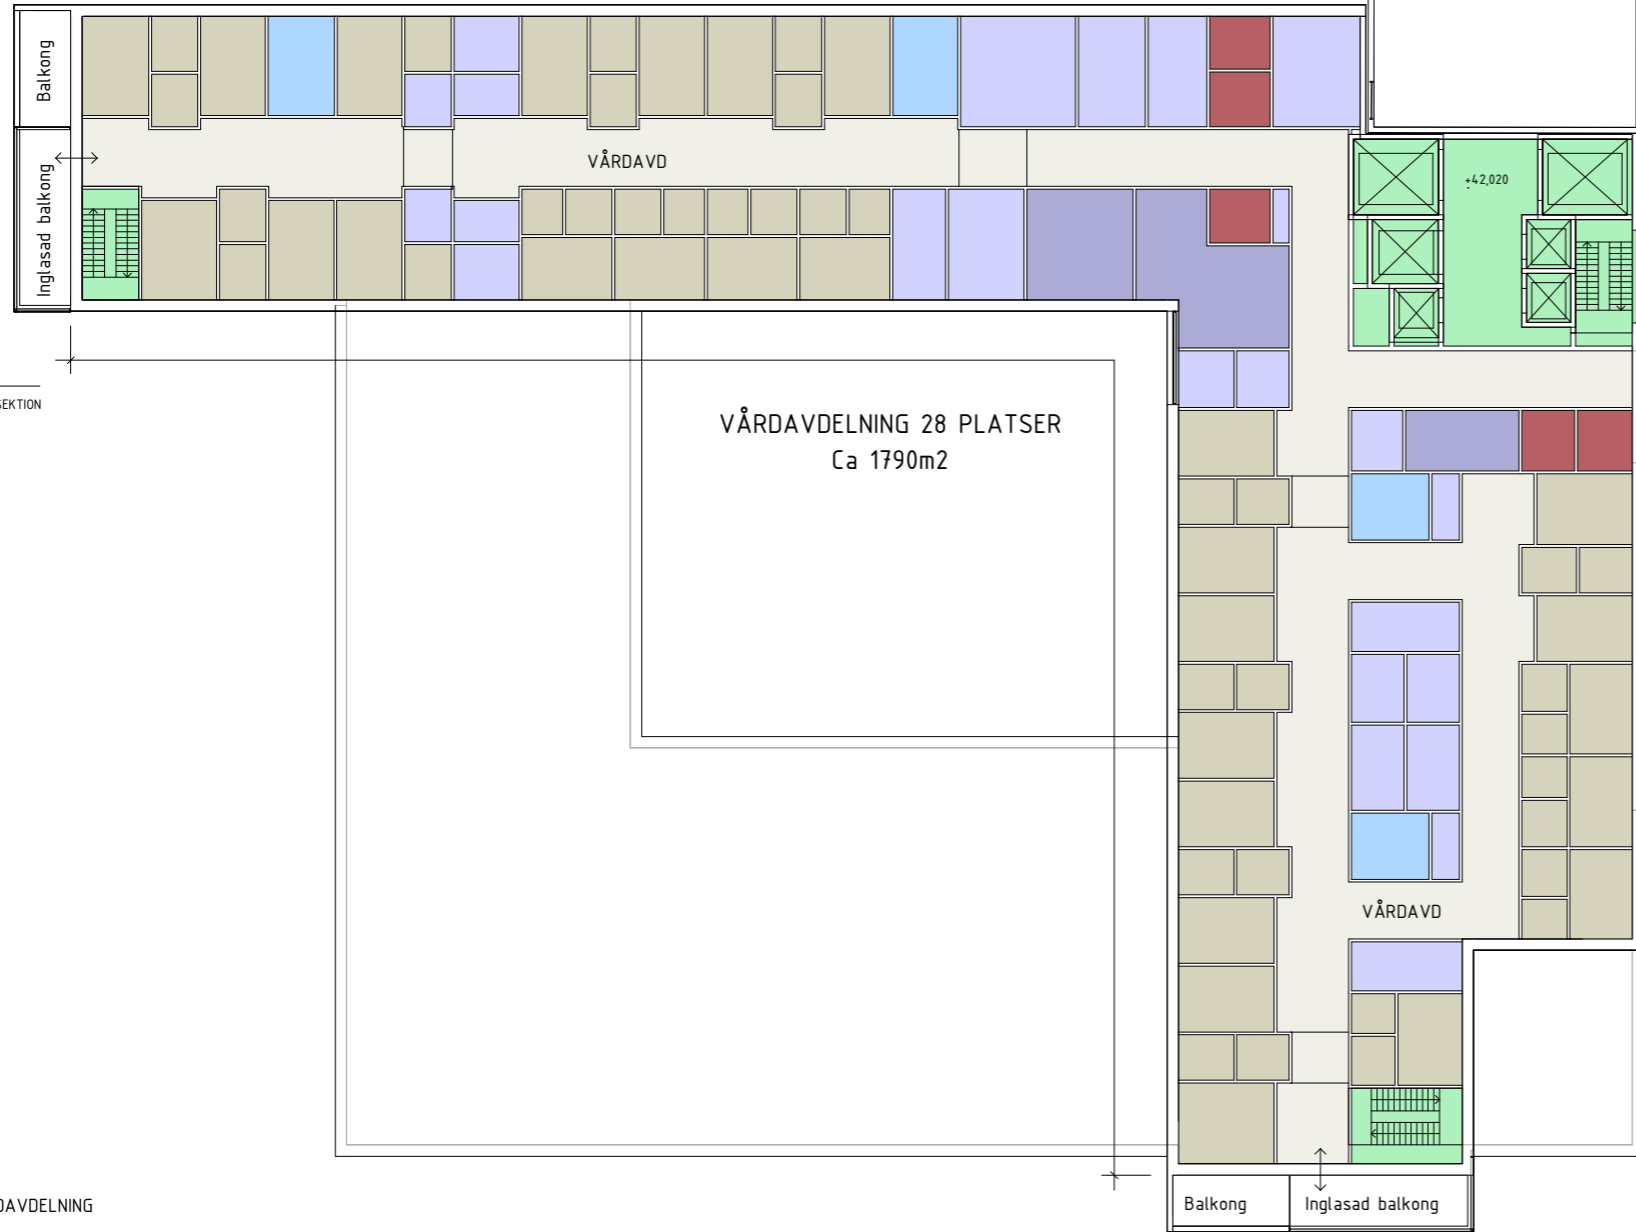 Balkong
Inglasad balkong
VÅRDAVD
+42,020
SEKTION
VÅRDAVDELNING 28 PLATSER
Ca 1790m2
VÅRDAVD
Balkong
Inglasad balkong
DAVDELNING